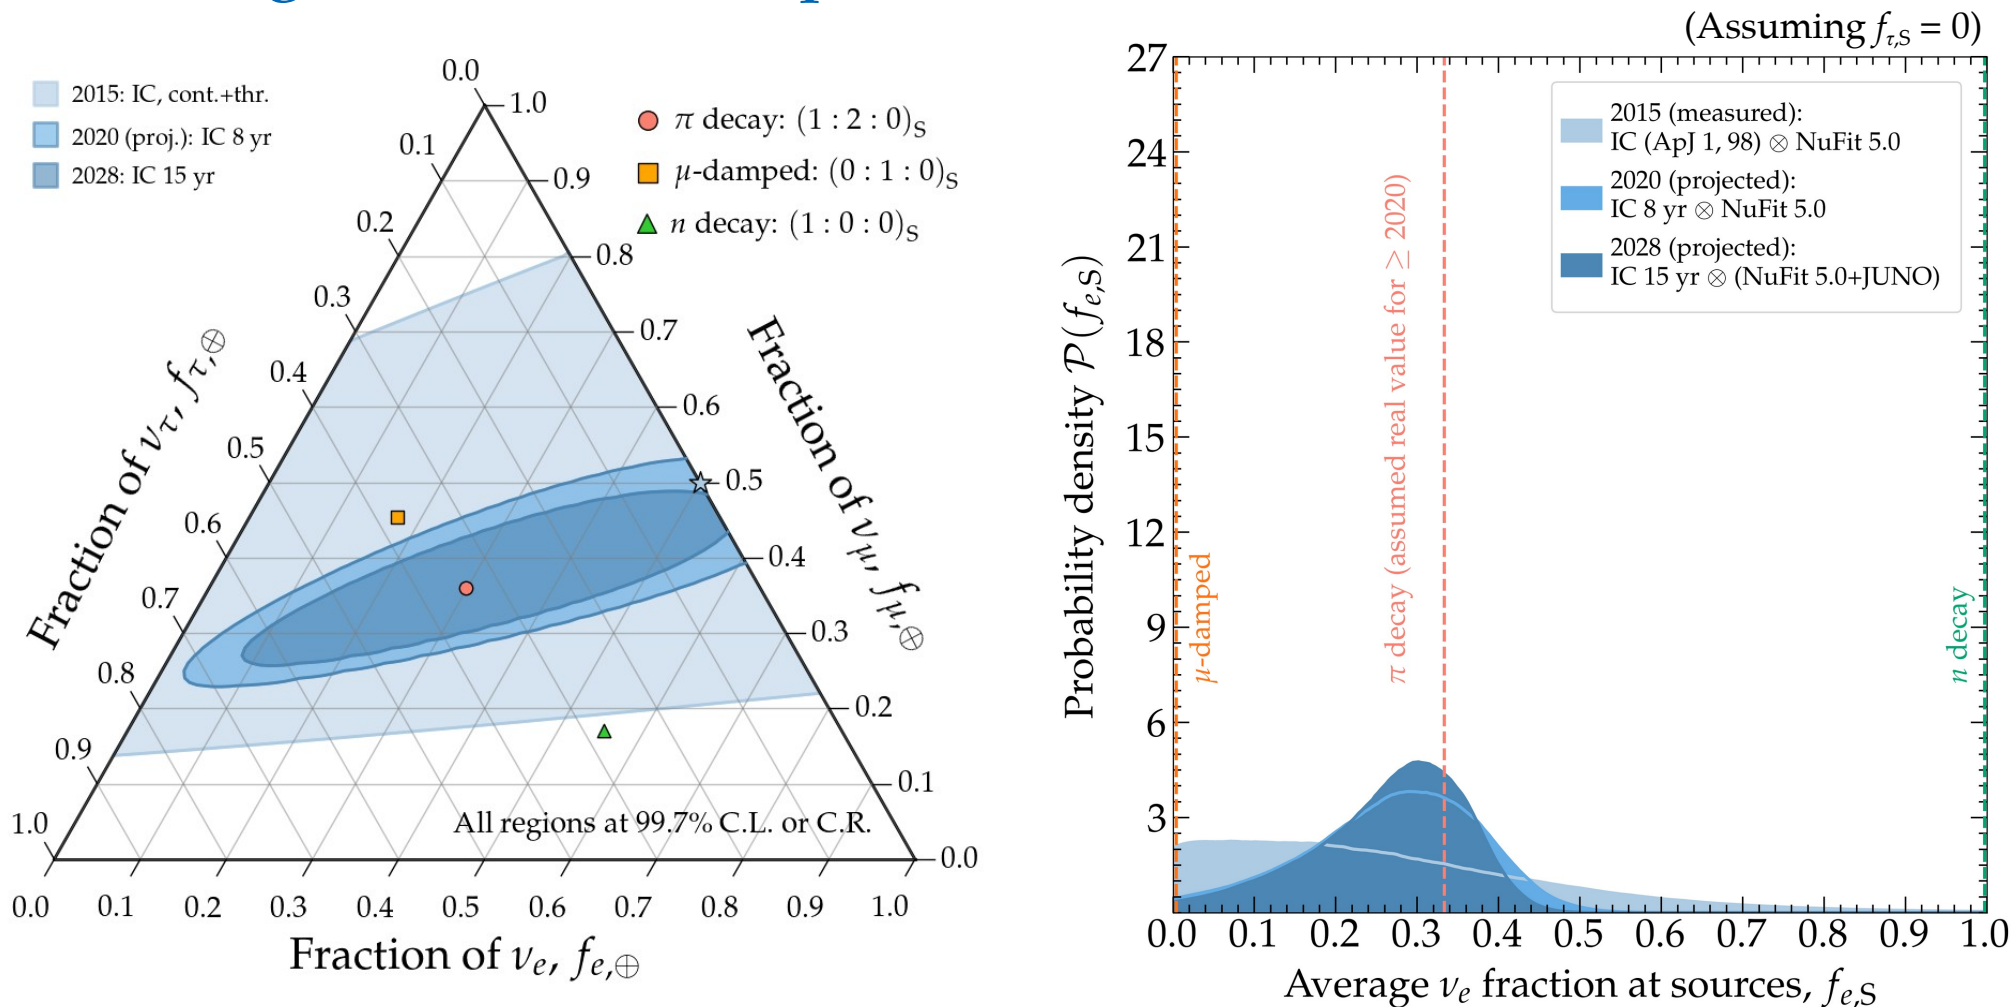 2015: IC, cont.+thr.
2020 (proj.): IC 8 yr
2028: IC 15 yr
π decay: (1 : 2 : 0)S
μ-damped: (0 : 1 : 0)S
n decay: (1 : 0 : 0)S
0.0
0.1
0.2
0.3
0.4
0.5
0.6
0.7
0.8
0.9
1.0
Fraction of ντ, fτ,⊕
1.0
0.9
0.8
0.7
0.6
0.5
0.4
0.3
0.2
0.1
0.0
Fraction of νμ, fμ,⊕
All regions at 99.7% C.L. or C.R.
0.0 0.1 0.2 0.3 0.4 0.5 0.6 0.7 0.8 0.9 1.0
Fraction of νe, fe,⊕
(Assuming fτ,S = 0)
27
24
21
18
15
12
9
6
3
Probability density P(fe,S)
2015 (measured):
IC (ApJ 1, 98) ⊗ NuFit 5.0
2020 (projected):
IC 8 yr ⊗ NuFit 5.0
2028 (projected):
IC 15 yr ⊗ (NuFit 5.0+JUNO)
μ-damped
π decay (assumed real value for ≥ 2020)
n decay
0.0 0.1 0.2 0.3 0.4 0.5 0.6 0.7 0.8 0.9 1.0
Average νe fraction at sources, fe,S